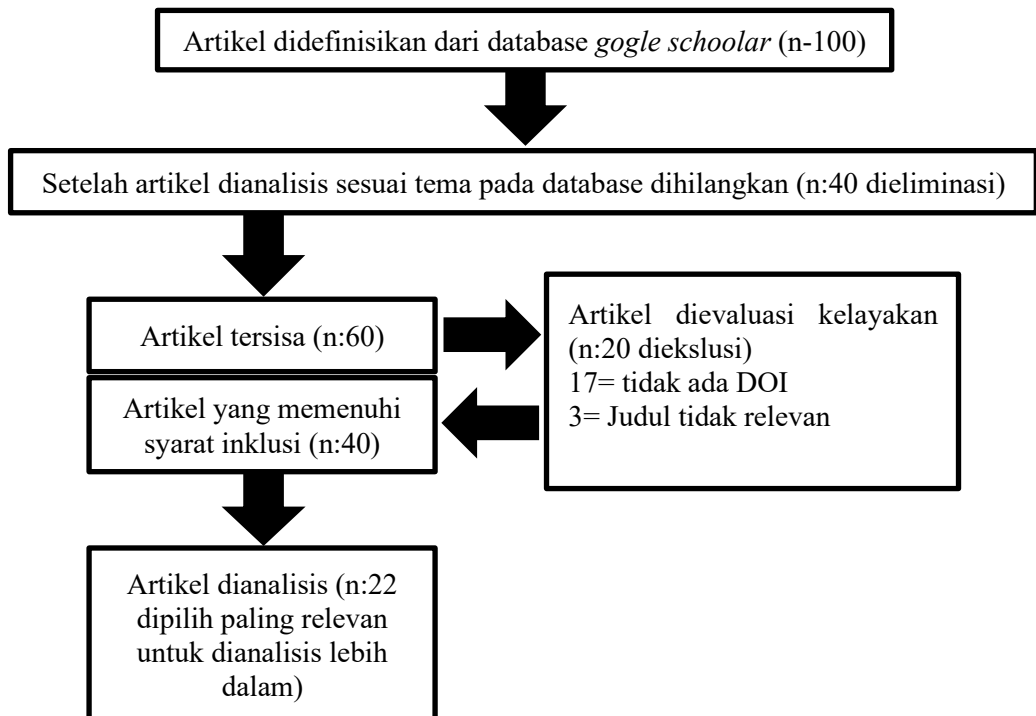 Artikel didefinisikan dari database gogle schoolar (n-100)
Setelah artikel dianalisis sesuai tema pada database dihilangkan (n:40 dieliminasi)
Artikel tersisa (n:60)
Artikel dievaluasi kelayakan
(n:20 diekslusi)
17= tidak ada DOI
3= Judul tidak relevan
Artikel yang memenuhi
syarat inklusi (n:40)
Artikel dianalisis (n:22
dipilih paling relevan
untuk dianalisis lebih
dalam)